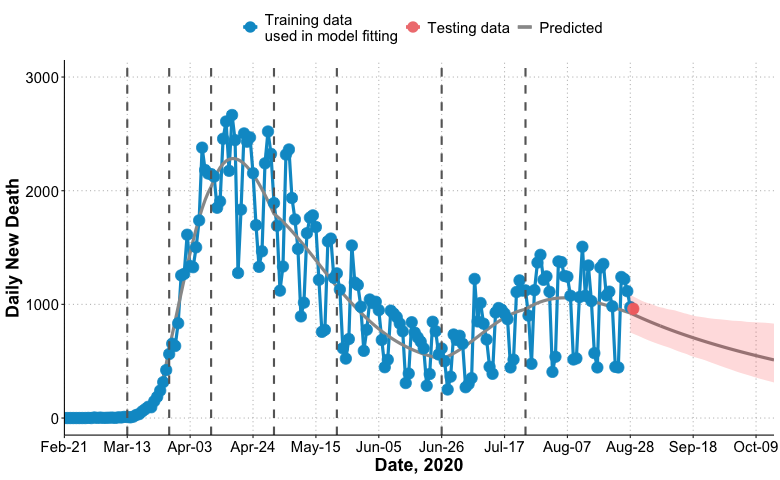 Training data
used in model fitting
Testing data
Predicted
Daily New Death
3000
2000
1000
0
Feb-21 Mar-13 Apr-03 Apr-24 May-15 Jun-05 Jun-26 Jul-17 Aug-07 Aug-28 Sep-18 Oct-09
Date, 2020